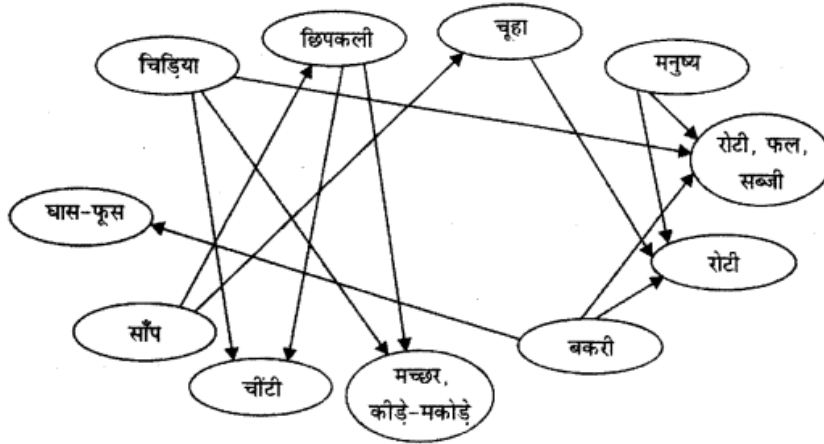 चिड़िया
छिपकली
चूहा
मनुष्य
रोटी, फल,
सब्जी
घास-फूस
रोटी
साँप
बकरी
चींटी
मच्छर,
कीड़े-मकोड़े